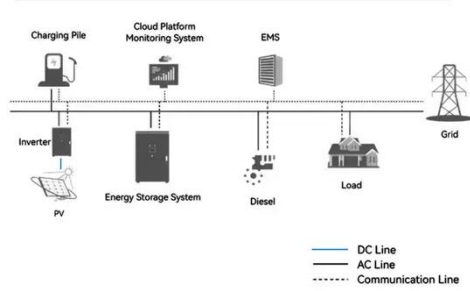 Charging Pile
Cloud Platform
Monitoring System
EMS
Grid
Inverter
PV
Energy Storage System
Diesel
Load
DC Line
AC Line
Communication Line